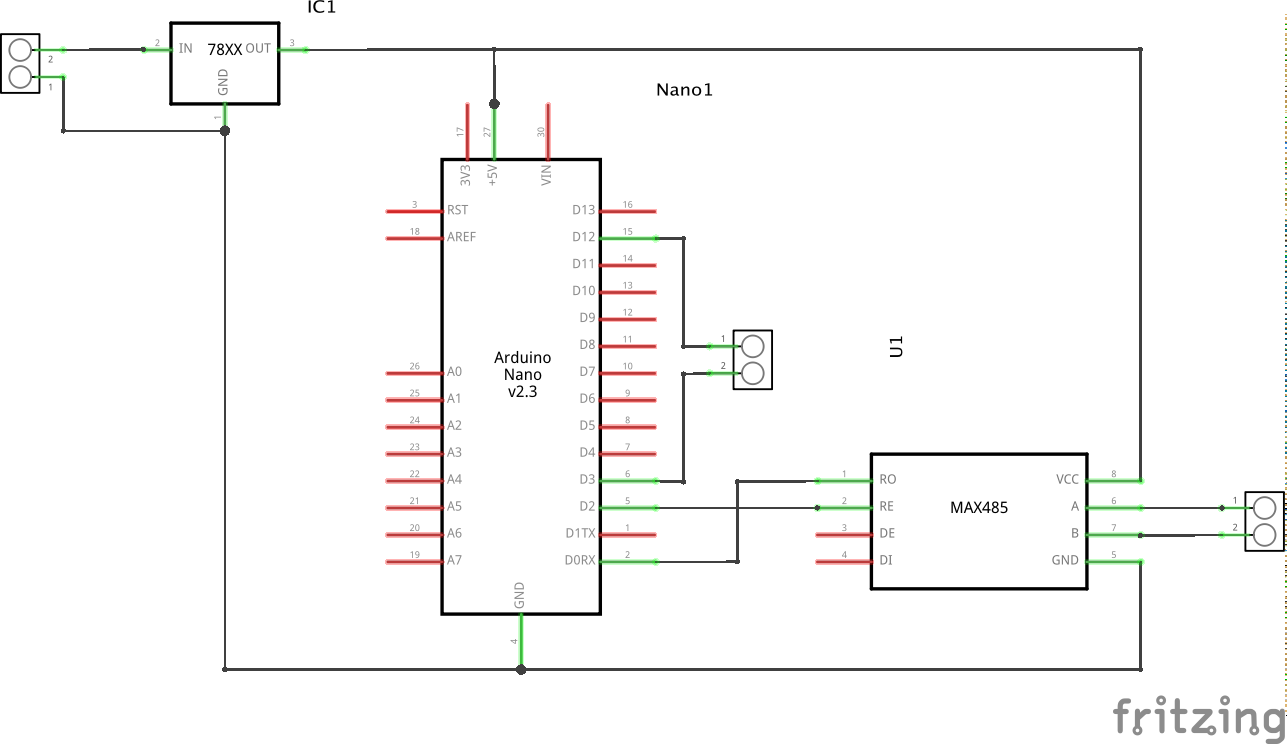 IC1
2
1
2
IN
78XX
OUT
3
GND
1
Nano1
17
27
30
3V3
+5V
VIN
3
RST
D13
16
18
AREF
D12
15
D11
14
D10
13
D9
12
D8
11
26
A0
D7
10
25
A1
D6
9
24
A2
D5
8
23
A3
D4
7
22
A4
D3
6
21
A5
D2
5
20
A6
D1TX
1
19
A7
D0RX
2
Arduino
Nano
v2.3
GND
4
1
2
U1
1
RO
VCC
8
2
RE
MAX485
A
6
3
DE
B
7
4
DI
GND
5
1
2
fritzing